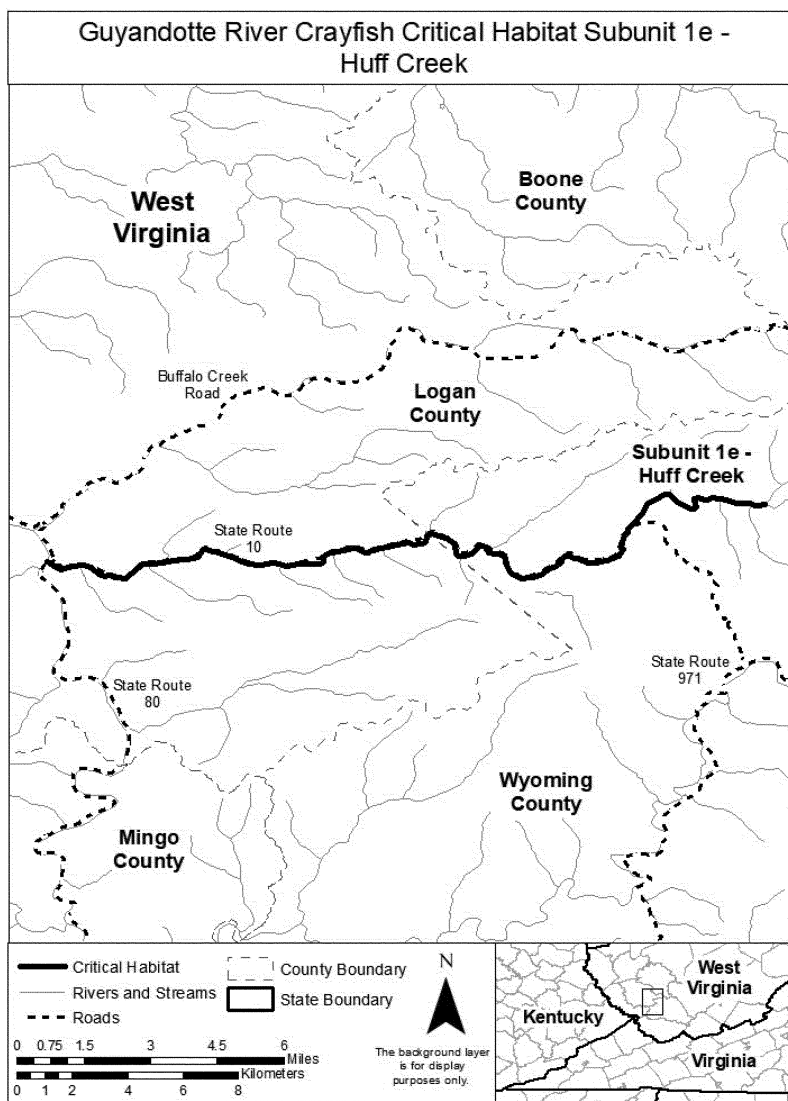 Guyandotte River Crayfish Critical Habitat Subunit 1e -
Huff Creek
West
Virginia
Boone
County
Buffalo Creek
Road
Logan
County
Subunit 1e -
Huff Creek
State Route
10
State Route
971
State Route
80
Wyoming
County
Mingo
County
Critical Habitat
Rivers and Streams
Roads
County Boundary
State Boundary
0 0.75 1.5 3 4.5 6
Miles
Kilometers
0 1 2 4 6 8
N
The background layer
is for display
purposes only.
West
Virginia
Kentucky
Virginia